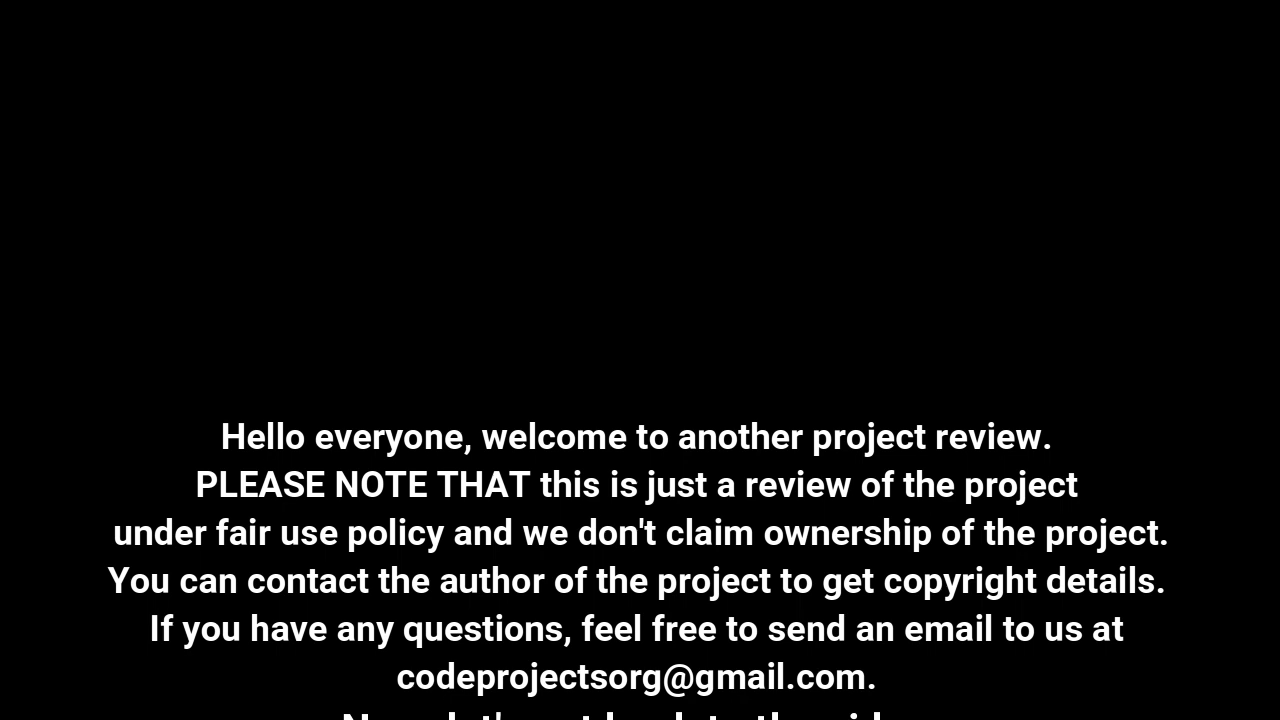 Hello everyone, welcome to another project review.
PLEASE NOTE THAT this is just a review of the project
under fair use policy and we don't claim ownership of the project.
You can contact the author of the project to get copyright details.
If you have any questions, feel free to send an email to us at
codeprojectsorg@gmail.com.